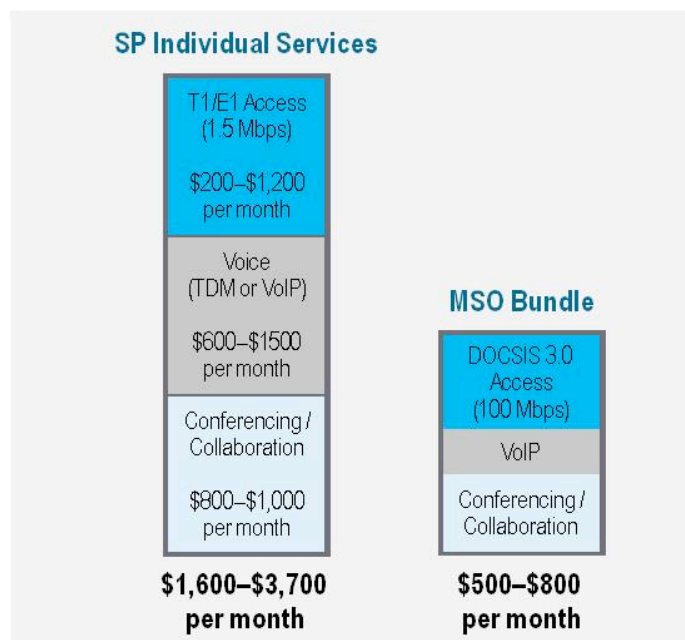 SP Individual Services
T1/E1 Access
(1.5 Mbps)
$200–$1,200
per month
Voice
(TDM or VoIP)
$600–$1500
per month
Conferencing /
Collaboration
$800–$1,000
per month
$1,600–$3,700
per month
MSO Bundle
DOCSIS 3.0
Access
(100 Mbps)
VoIP
Conferencing /
Collaboration
$500–$800
per month